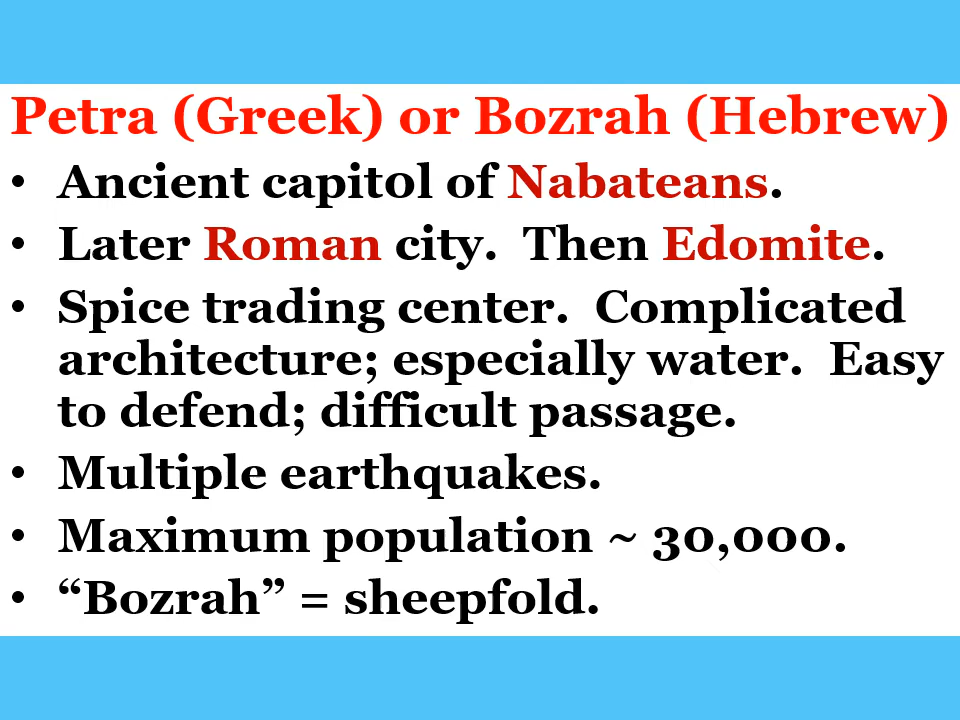 Petra (Greek) or Bozrah (Hebrew)
• Ancient capitol of Nabateans.
• Later Roman city.  Then Edomite.
• Spice trading center.  Complicated
architecture; especially water.  Easy
to defend; difficult passage.
• Multiple earthquakes.
• Maximum population ~ 30,000.
• “Bozrah” = sheepfold.